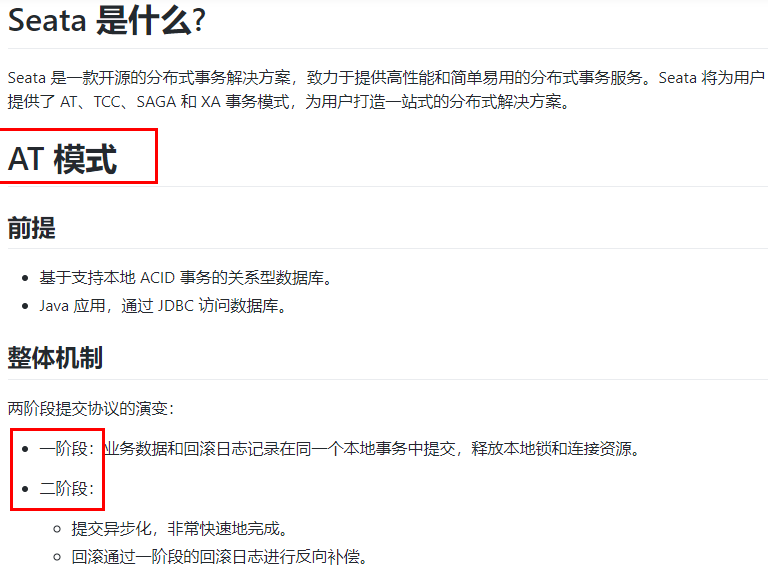 Seata 是什么?
Seata 是一款开源的分布式事务解决方案，致力于提供高性能和简单易用的分布式事务服务。Seata 将为用户
提供了 AT、TCC、SAGA 和 XA 事务模式，为用户打造一站式的分布式解决方案。
AT 模式
前提
基于支持本地 ACID 事务的关系型数据库。
Java 应用，通过 JDBC 访问数据库。
整体机制
两阶段提交协议的演变：
一阶段：业务数据和回滚日志记录在同一个本地事务中提交，释放本地锁和连接资源。
二阶段：
提交异步化，非常快速地完成。
回滚通过一阶段的回滚日志进行反向补偿。